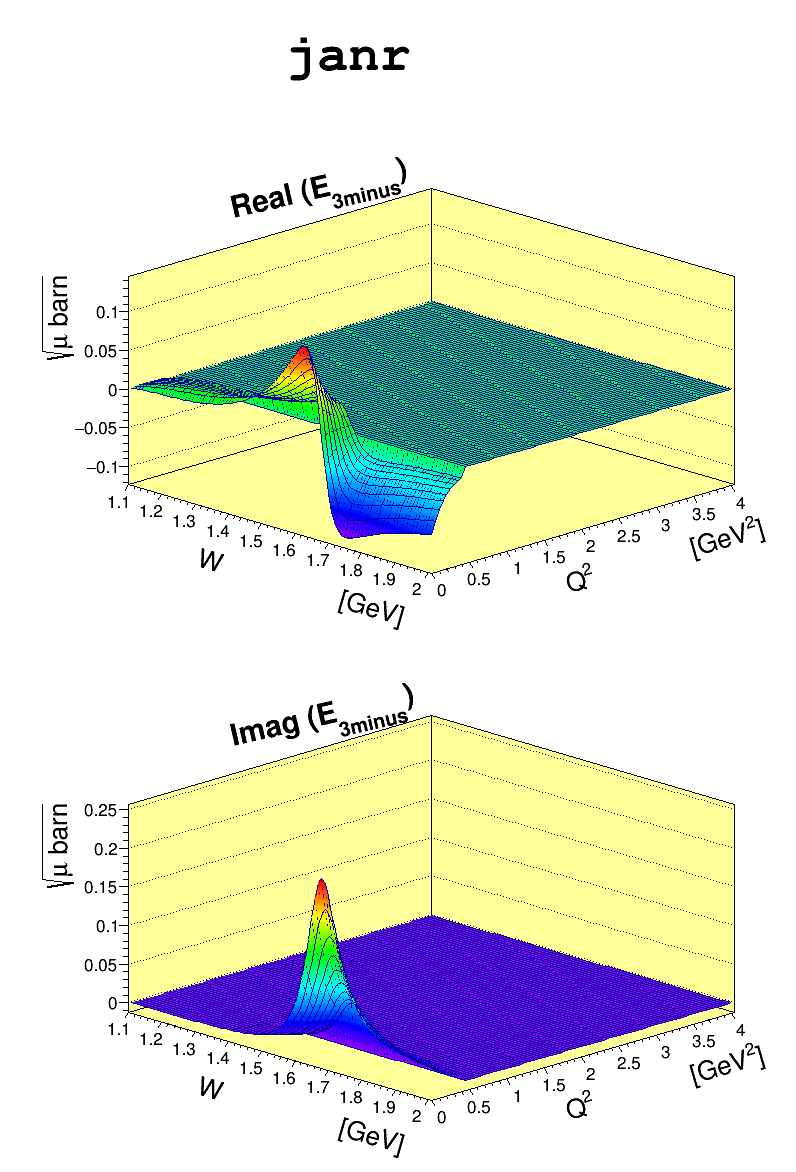 janr
Real (E3minus)
√μ barn
0.1
0.05
0
−0.05
−0.1
1.1 1.2 1.3 1.4 1.5 1.6 1.7 1.8 1.9 2
W
[GeV]
0 0.5 1 1.5 2 2.5 3 3.5 4
Q2
[GeV2]
Imag (E3minus)
√μ barn
0.25
0.2
0.15
0.1
0.05
0
1.1 1.2 1.3 1.4 1.5 1.6 1.7 1.8 1.9 2
W
[GeV]
0 0.5 1 1.5 2 2.5 3 3.5 4
Q2
[GeV2]